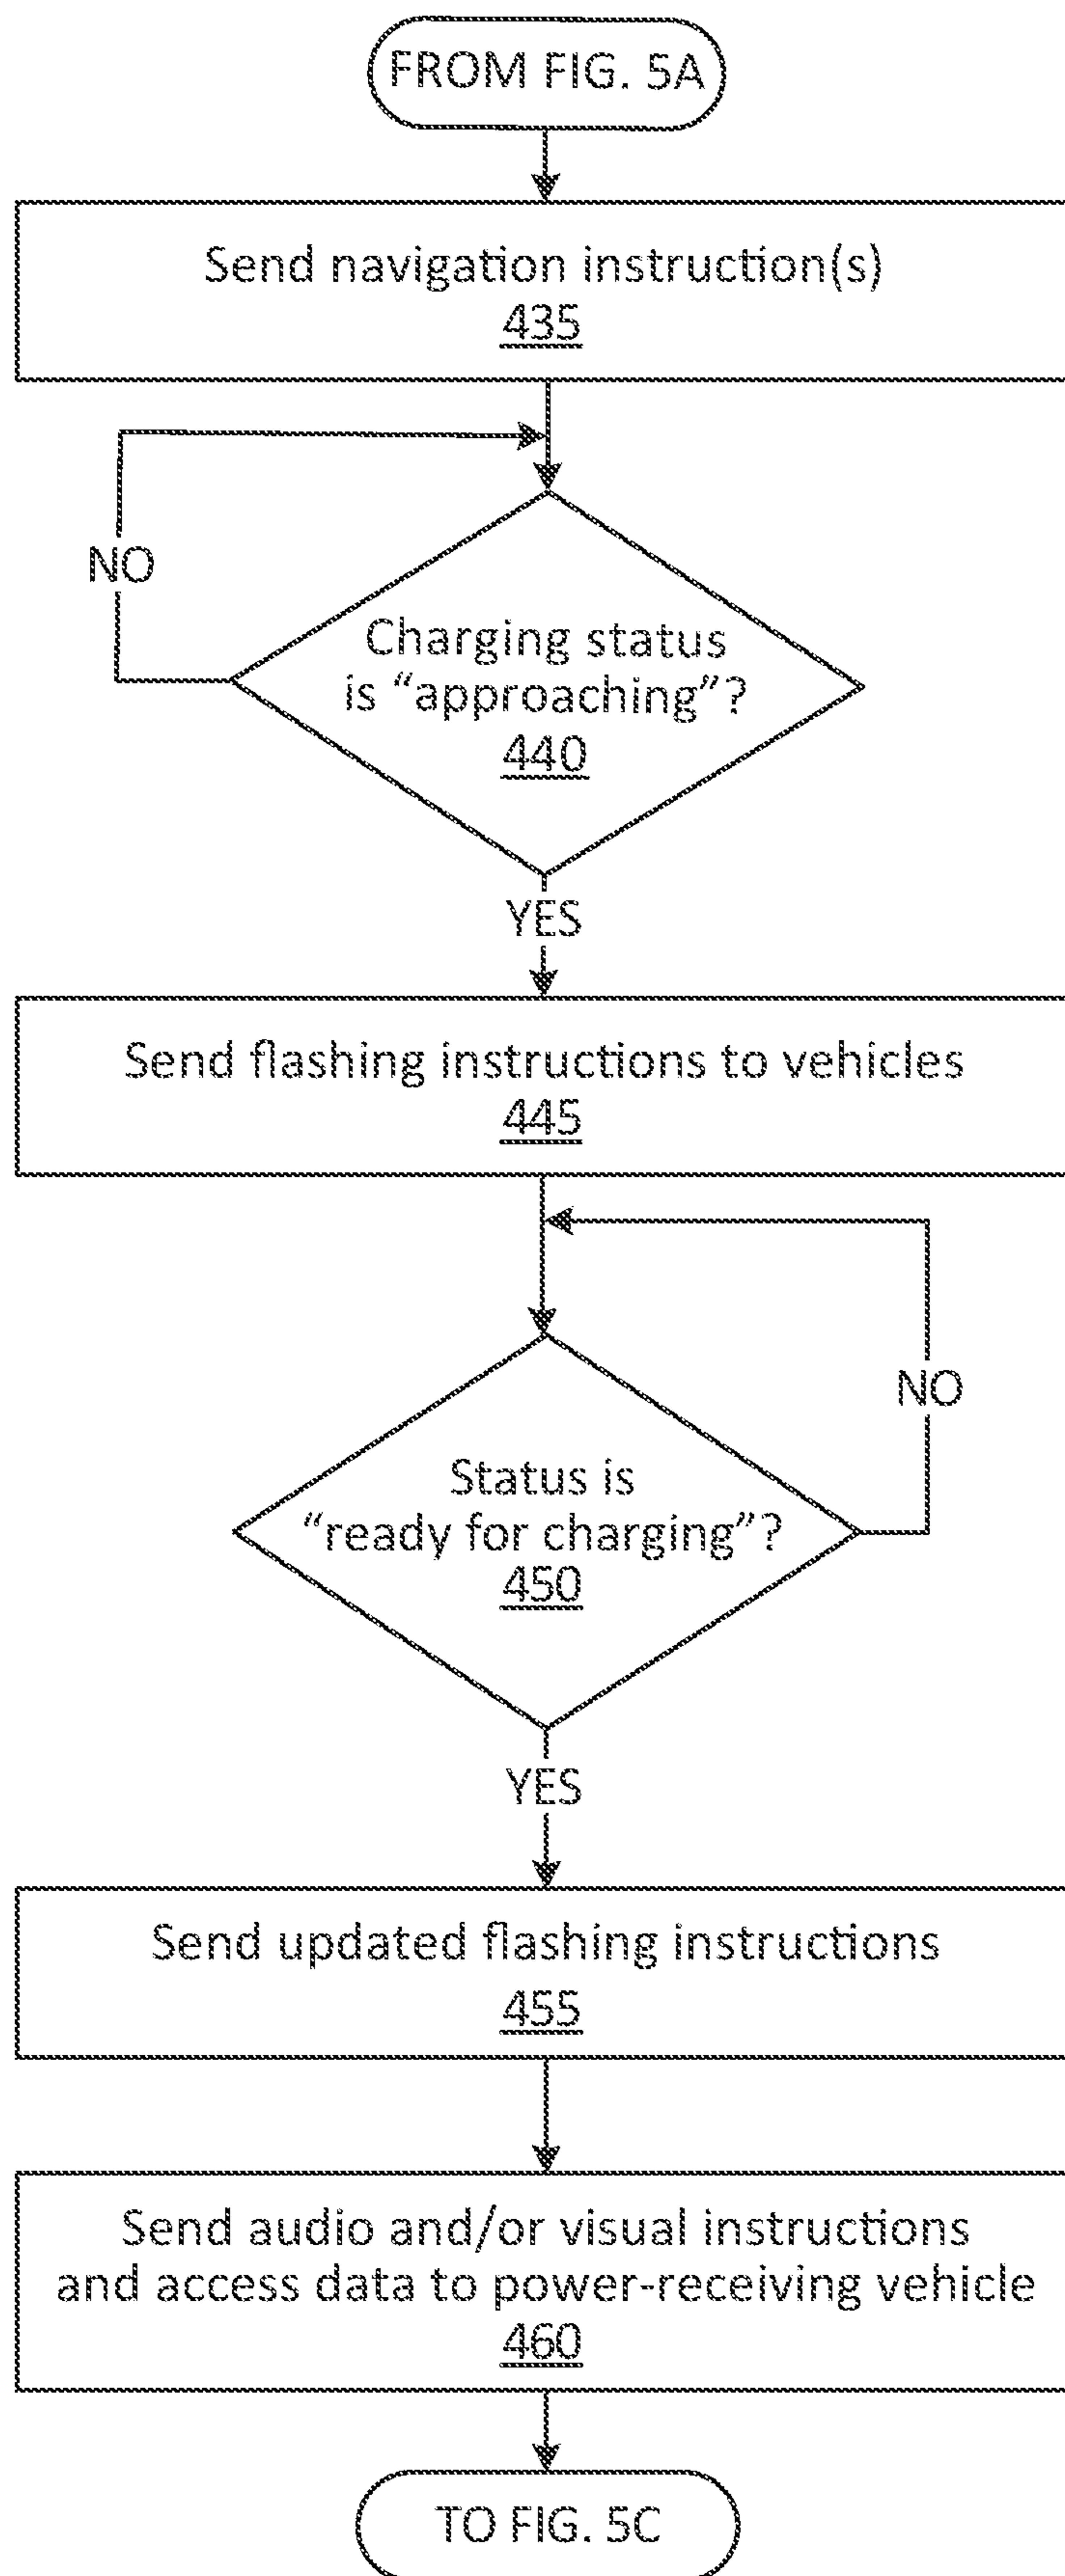 FROM FIG. 5A
Send navigation instruction(s)
435
NO
Charging status
is “approaching”?
440
YES
Send flashing instructions to vehicles
445
NO
Status is
“ready for charging”?
450
YES
Send updated flashing instructions
455
Send audio and/or visual instructions
and access data to power-receiving vehicle
460
TO FIG. 5C